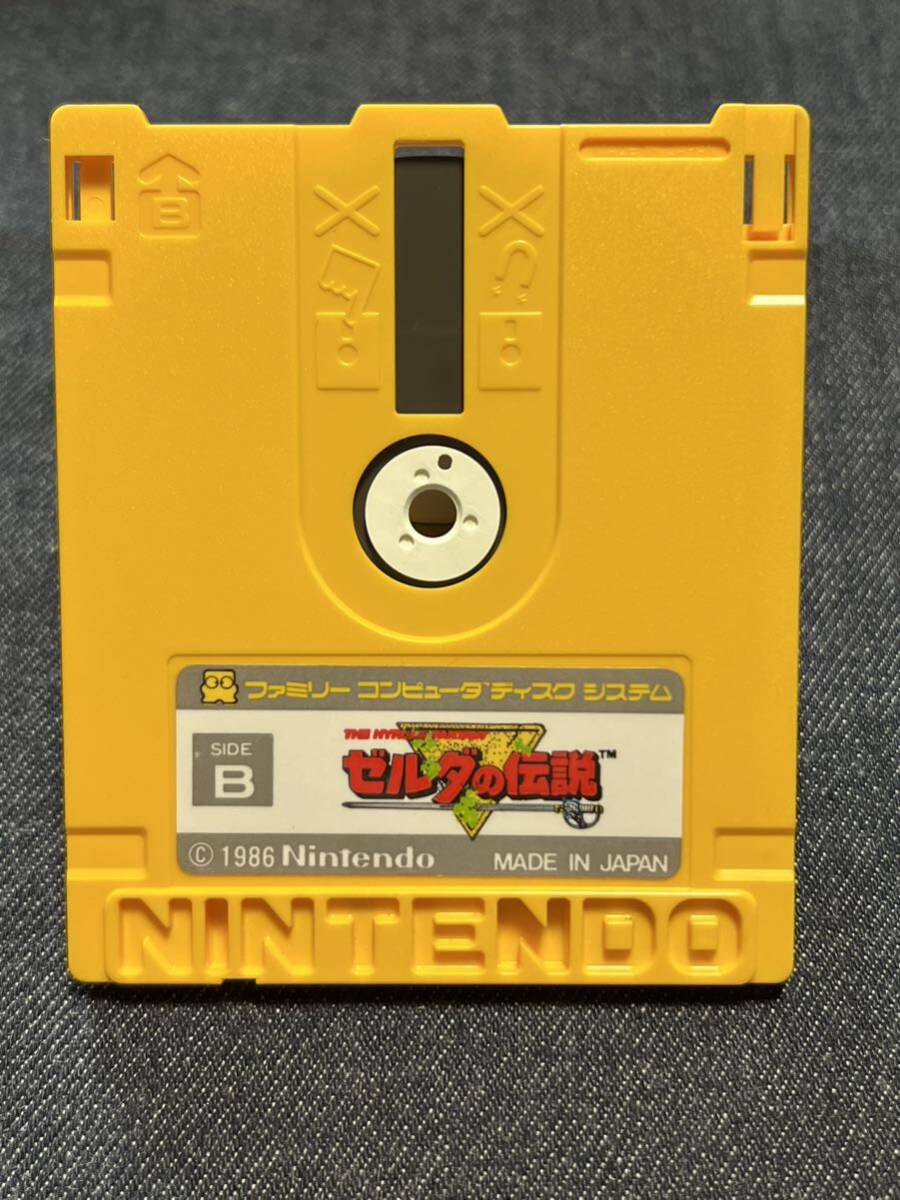 B
ファミリー コンピュータ ディスク システム
SIDE
B
THE HYRULE FANTASY
ゼルダの伝説™
© 1986 Nintendo
MADE IN JAPAN
NINTENDO